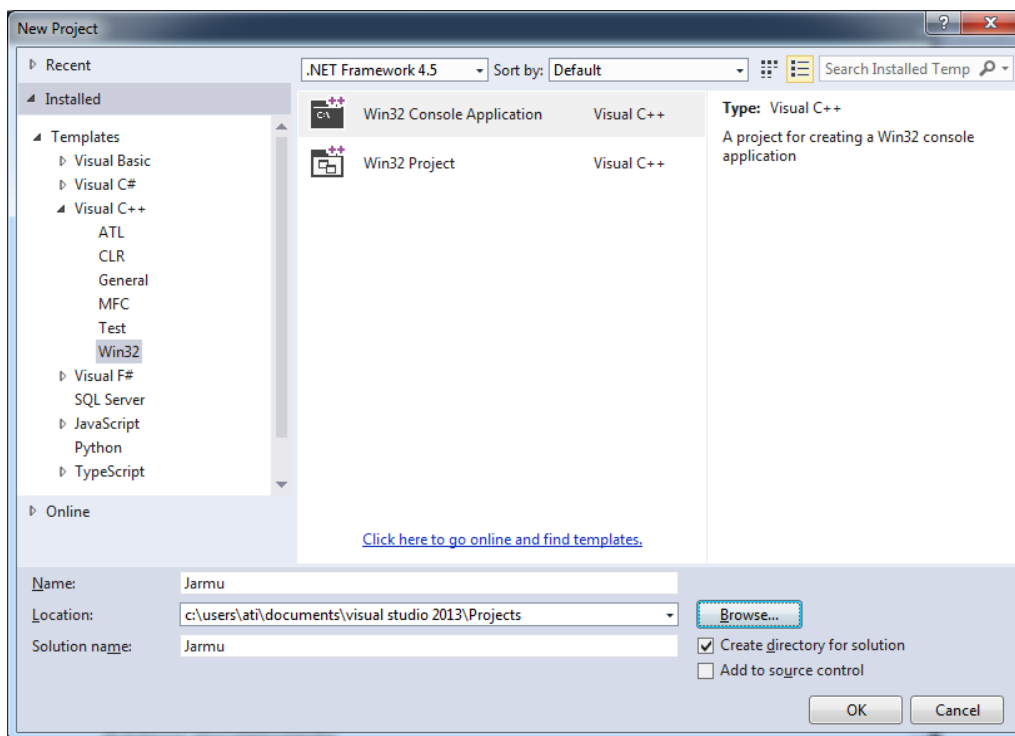 New Project
Recent
.NET Framework 4.5 Sort by: Default Search Installed Temp
Installed
Templates
Visual Basic
Visual C#
Visual C++
ATL
CLR
General
MFC
Test
Win32
Visual F#
SQL Server
JavaScript
Python
TypeScript
Online
Win32 Console Application Visual C++
Win32 Project Visual C++
Click here to go online and find templates.
Type: Visual C++
A project for creating a Win32 console
application
Name: Jarmu
Location: c:\users\ati\documents\visual studio 2013\Projects Browse...
Solution name: Jarmu
Create directory for solution
Add to source control
OK Cancel